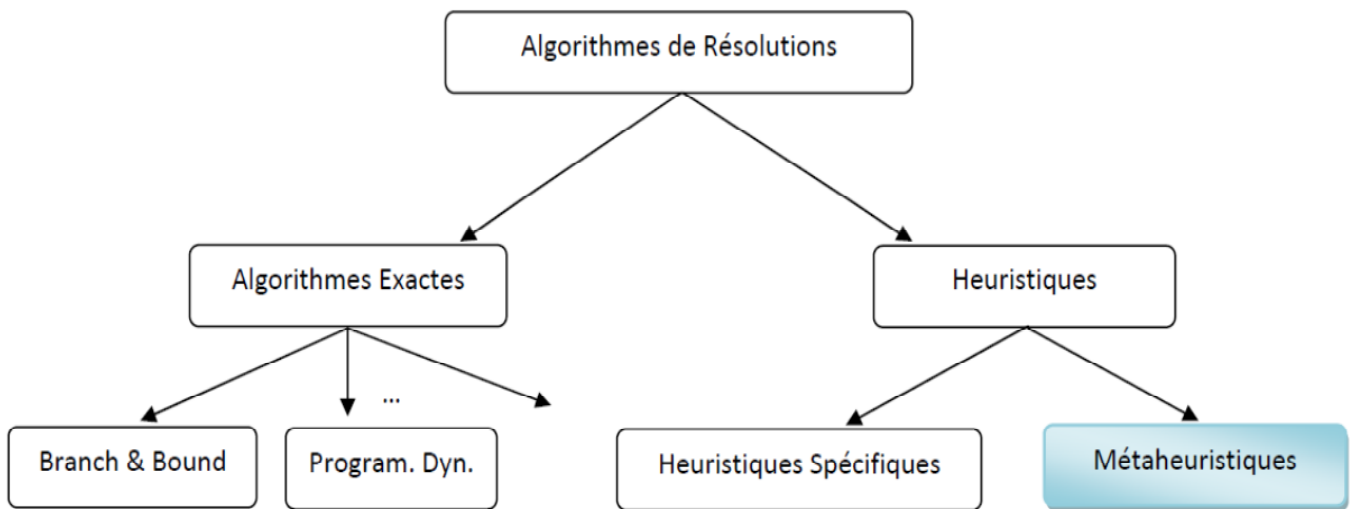 Algorithmes de Résolutions
Algorithmes Exactes
Heuristiques
...
Branch & Bound
Program. Dyn.
Heuristiques Spécifiques
Métaheuristiques